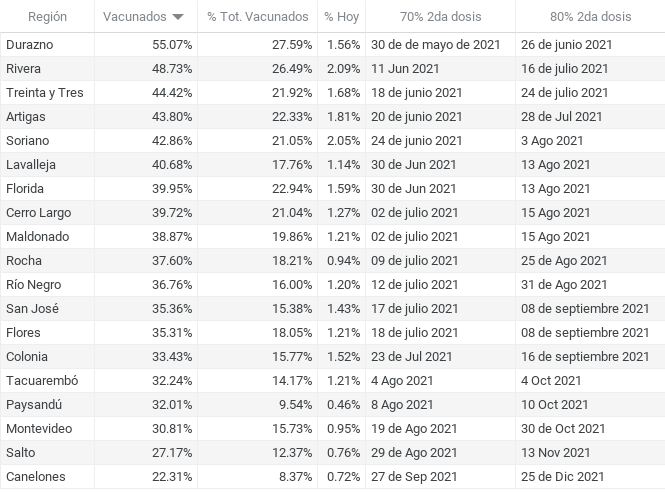 Región Vacunados % Tot. Vacunados % Hoy 70% 2da dosis 80% 2da dosis
Durazno 55.07% 27.59% 1.56% 30 de de mayo de 2021 26 de junio 2021
Rivera 48.73% 26.49% 2.09% 11 Jun 2021 16 de julio 2021
Treinta y Tres 44.42% 21.92% 1.68% 18 de junio 2021 24 de julio 2021
Artigas 43.80% 22.33% 1.81% 20 de junio 2021 28 de Jul 2021
Soriano 42.86% 21.05% 2.05% 24 de junio 2021 3 Ago 2021
Lavalleja 40.68% 17.76% 1.14% 30 de Jun 2021 13 Ago 2021
Florida 39.95% 22.94% 1.59% 30 de Jun 2021 13 Ago 2021
Cerro Largo 39.72% 21.04% 1.27% 02 de julio 2021 15 Ago 2021
Maldonado 38.87% 19.86% 1.21% 02 de julio 2021 15 Ago 2021
Rocha 37.60% 18.21% 0.94% 09 de julio 2021 25 de Ago 2021
Río Negro 36.76% 16.00% 1.20% 12 de julio 2021 31 de Ago 2021
San José 35.36% 15.38% 1.43% 17 de julio 2021 08 de septiembre 2021
Flores 35.31% 18.05% 1.21% 18 de julio 2021 08 de septiembre 2021
Colonia 33.43% 15.77% 1.52% 23 de Jul 2021 16 de septiembre 2021
Tacuarembó 32.24% 14.17% 1.21% 4 Ago 2021 4 Oct 2021
Paysandú 32.01% 9.54% 0.46% 8 Ago 2021 10 Oct 2021
Montevideo 30.81% 15.73% 0.95% 19 de Ago 2021 30 de Oct 2021
Salto 27.17% 12.37% 0.76% 29 de Ago 2021 13 Nov 2021
Canelones 22.31% 8.37% 0.72% 27 de Sep 2021 25 de Dic 2021